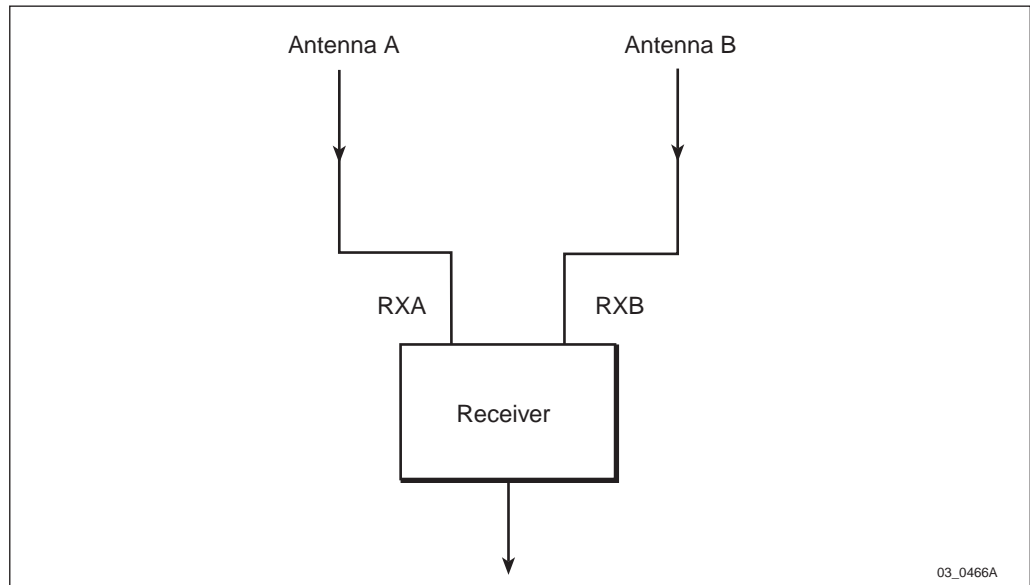 Antenna A
Antenna B
RXA
RXB
Receiver
03_0466A